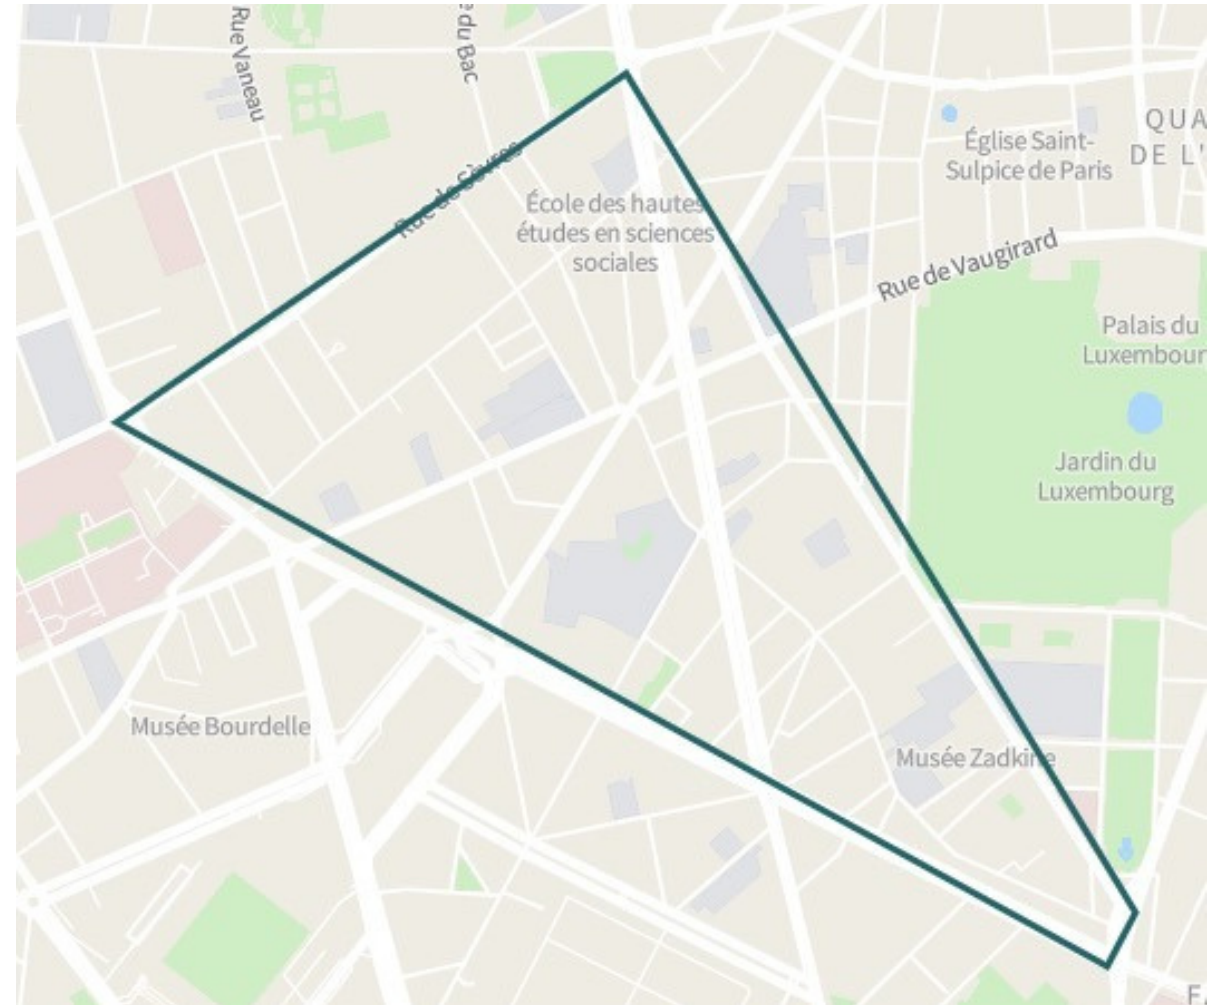 Rue Vaneau
e du Bac
Rue de Sèvres
École des hautes
études en sciences
sociales
Église Saint-
Sulpice de Paris
QUA
DE L'
Rue de Vaugirard
Palais du
Luxembour
Jardin du
Luxembourg
Musée Bourdelle
Musée Zadkine
F